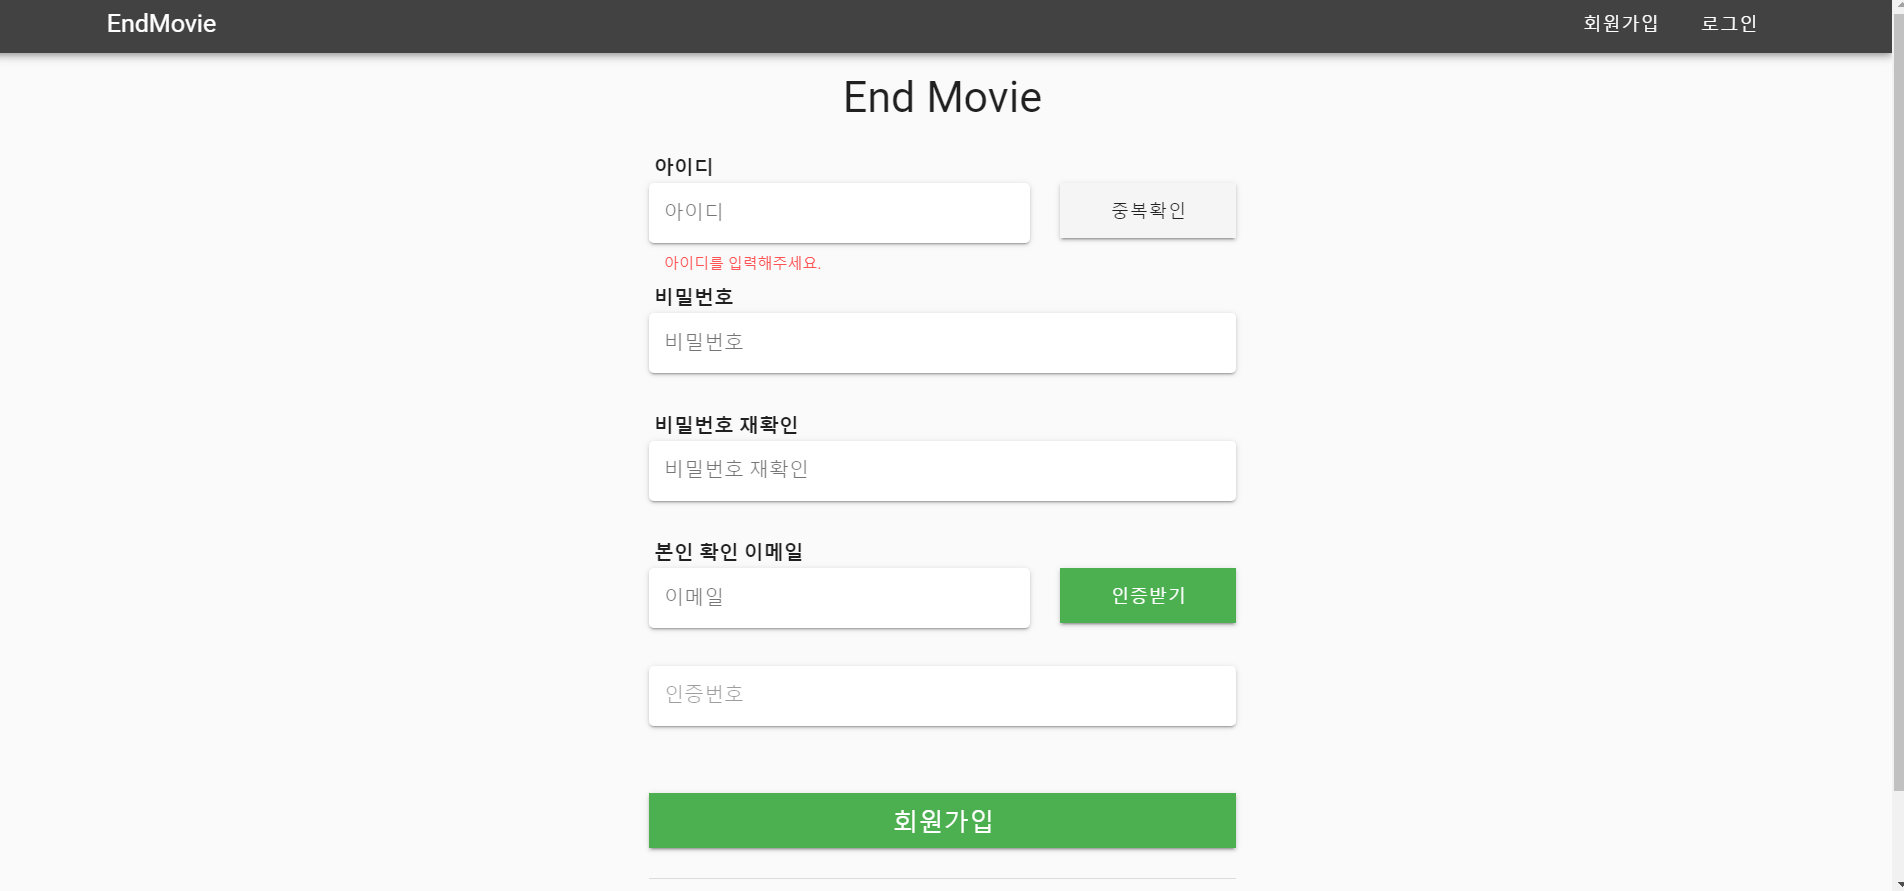 EndMovie
회원가입 로그인
End Movie
아이디
아이디
중복확인
아이디를 입력해주세요.
비밀번호
비밀번호
비밀번호 재확인
비밀번호 재확인
본인 확인 이메일
이메일
인증받기
인증번호
회원가입